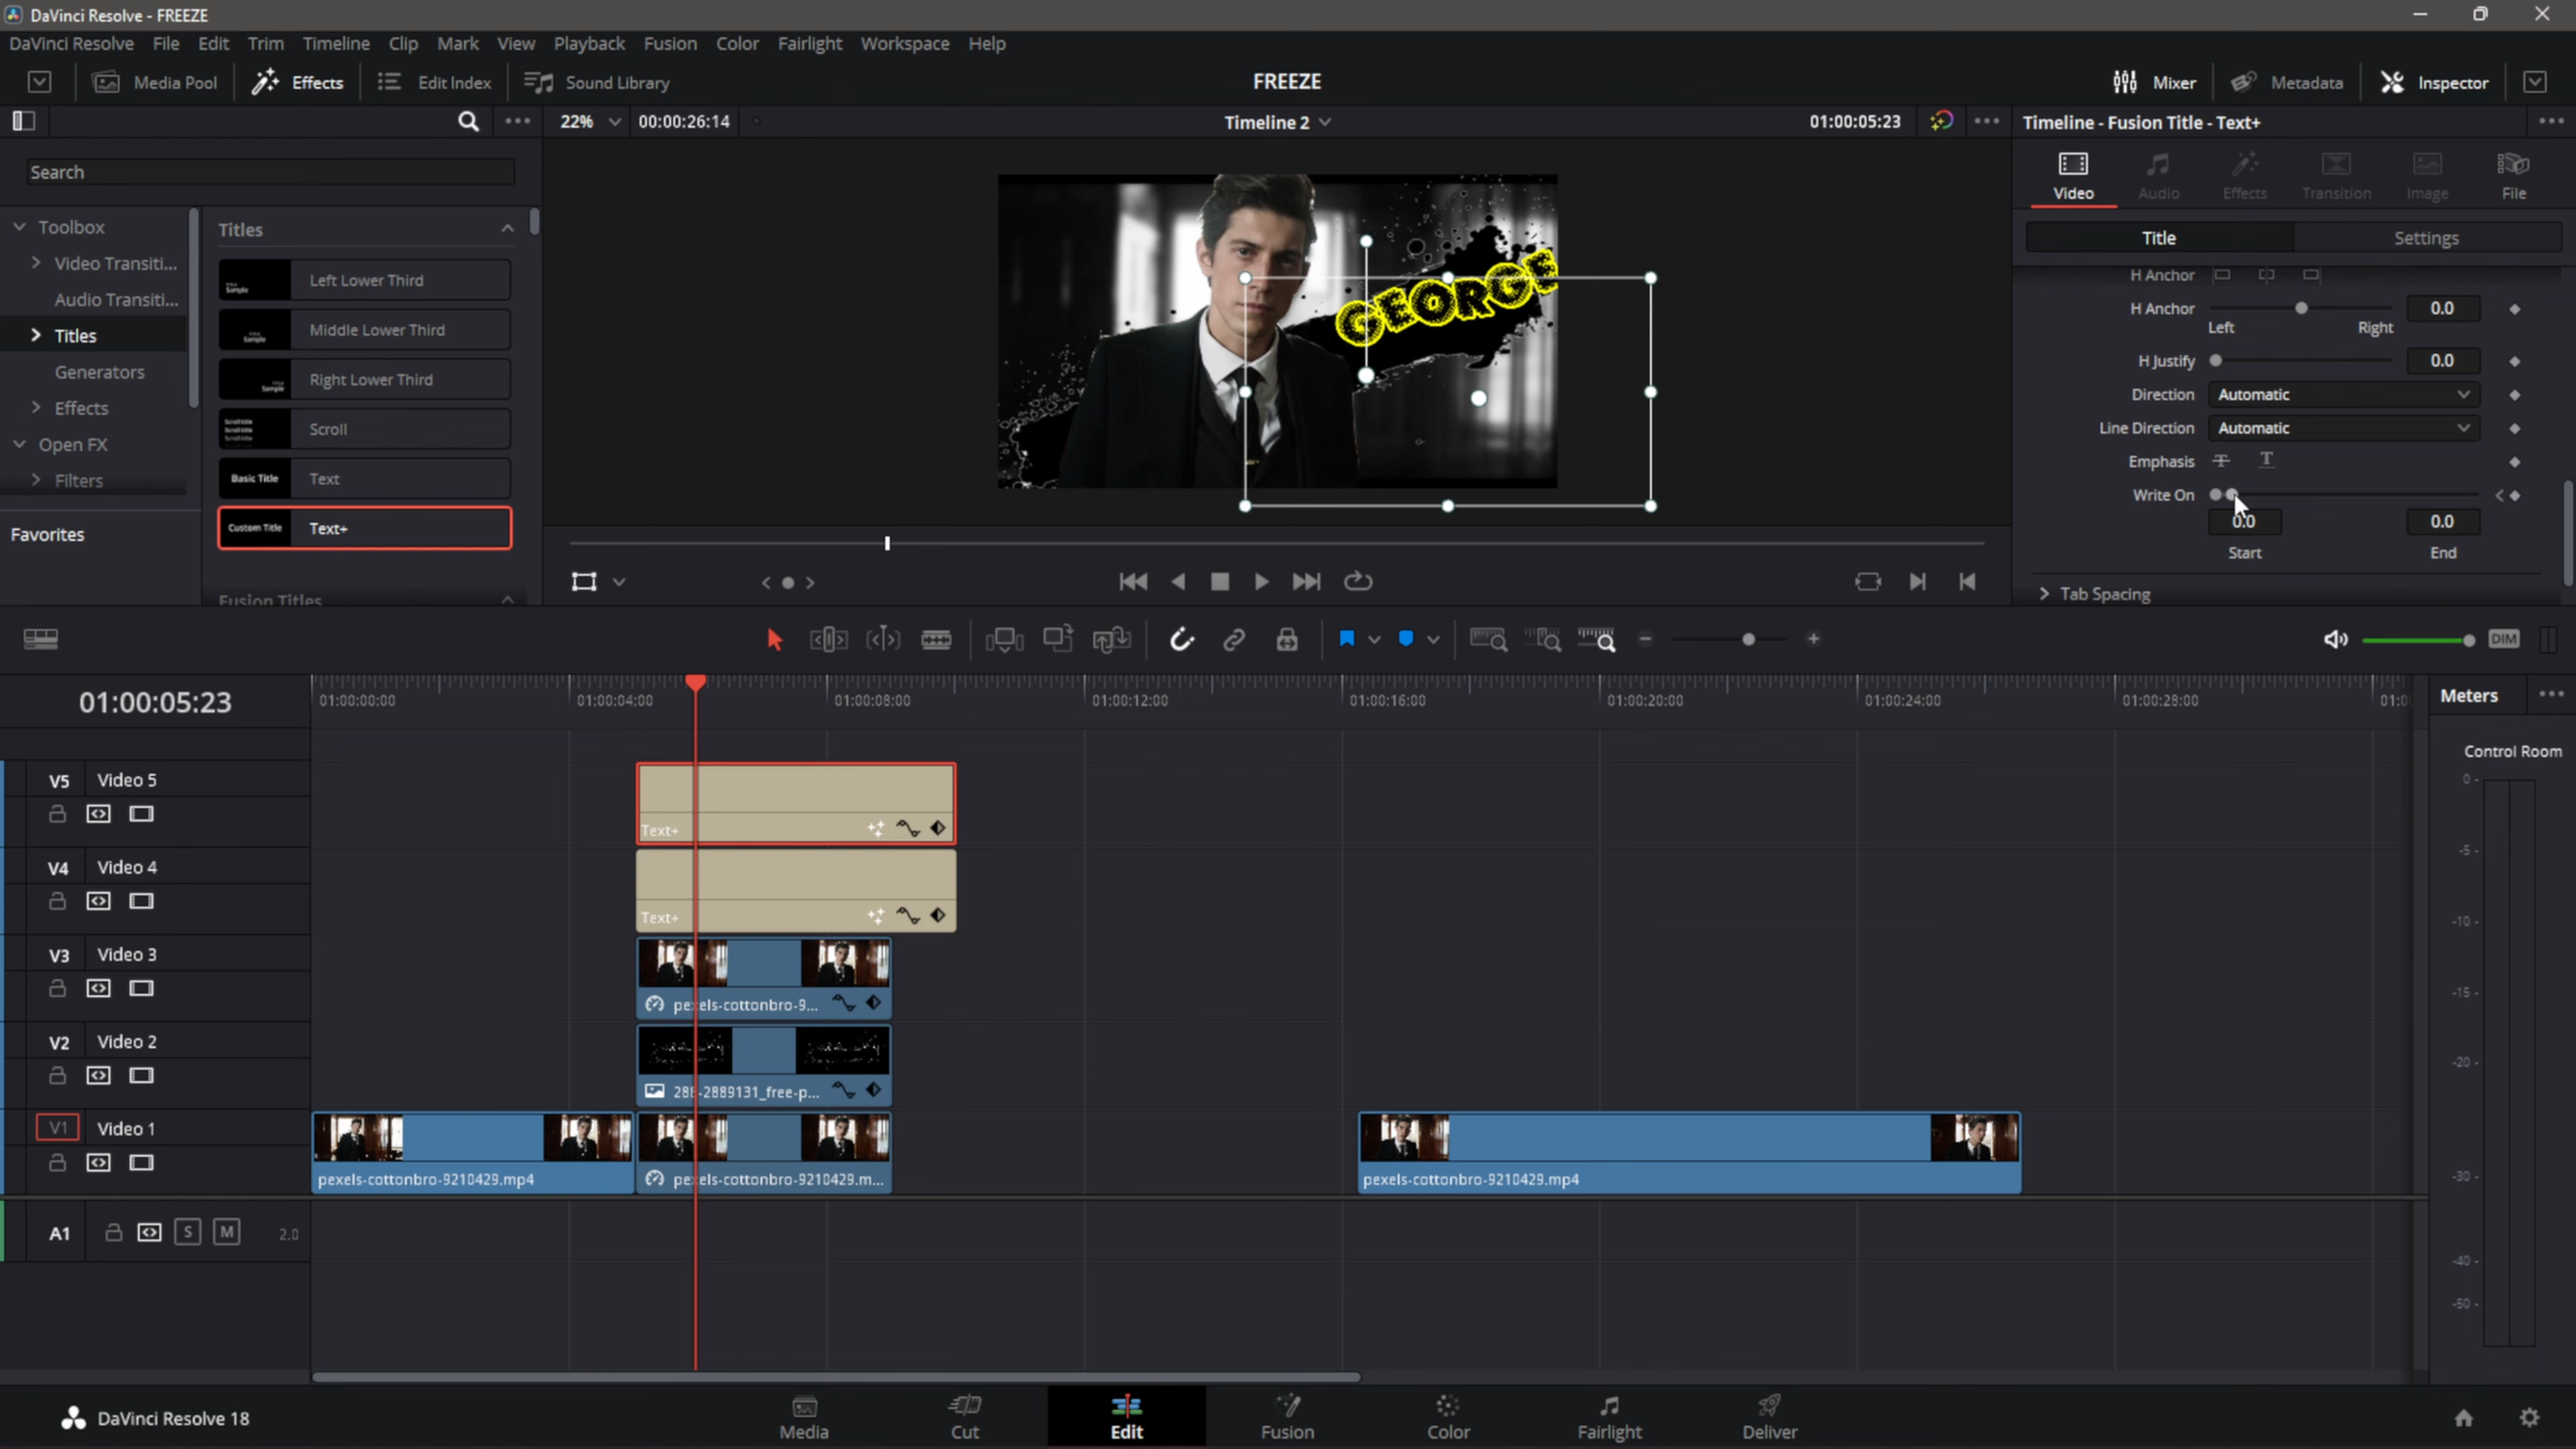 DaVinci Resolve - FREEZE
DaVinci Resolve File Edit Trim Timeline Clip Mark View Playback Fusion Color Fairlight Workspace Help
Media Pool Effects Edit Index Sound Library FREEZE Mixer Metadata Inspector
22% 00:00:26:14 Timeline 2 01:00:05:23 Timeline - Fusion Title - Text+
Search
Video Audio Effects Transition Image File
Toolbox
Video Transiti...
Audio Transiti...
Titles
Generators
Effects
Open FX
Filters
Favorites
Titles
Left Lower Third
Middle Lower Third
Right Lower Third
Scroll
Basic Title Text
Custom Title Text+
Fusion Titles
GEORGE
Title Settings
H Anchor
H Anchor 0.0
Left Right
H Justify 0.0
Direction Automatic
Line Direction Automatic
Emphasis T T
Write On
0.0 0.0
Start End
Tab Spacing
DIM
01:00:05:23
01:00:00:00 01:00:04:00 01:00:08:00 01:00:12:00 01:00:16:00 01:00:20:00 01:00:24:00 01:00:28:00
Meters
Control Room
0
-5
-10
-15
-20
-30
-40
-50
V5 Video 5
Text+
V4 Video 4
Text+
V3 Video 3
V2 Video 2
V1 Video 1
pexels-cottonbro-9210429.mp4
pexels-cottonbro-9210429.mp4
A1 S M 2.0
DaVinci Resolve 18
Media Cut Edit Fusion Color Fairlight Deliver